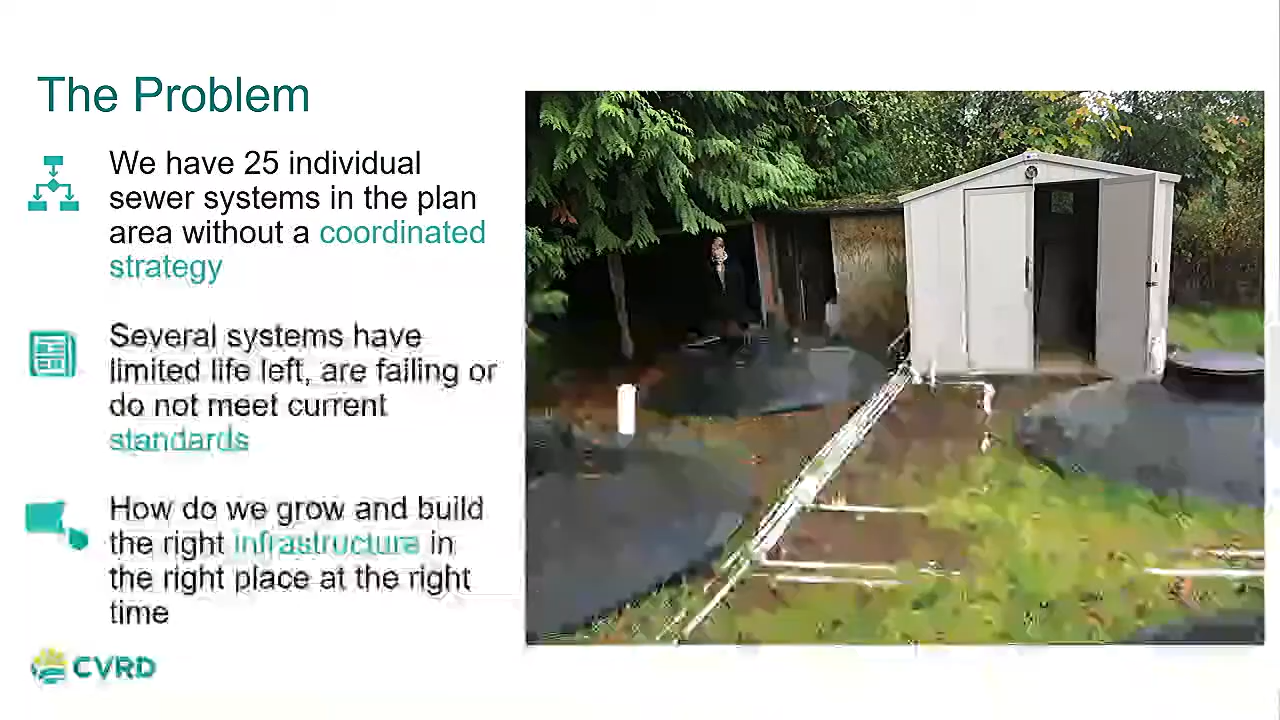 The Problem
We have 25 individual
sewer systems in the plan
area without a coordinated
strategy
Several systems have
limited life left, are failing or
do not meet current
standards
How do we grow and build
the right infrastructure in
the right place at the right
time
CVRD